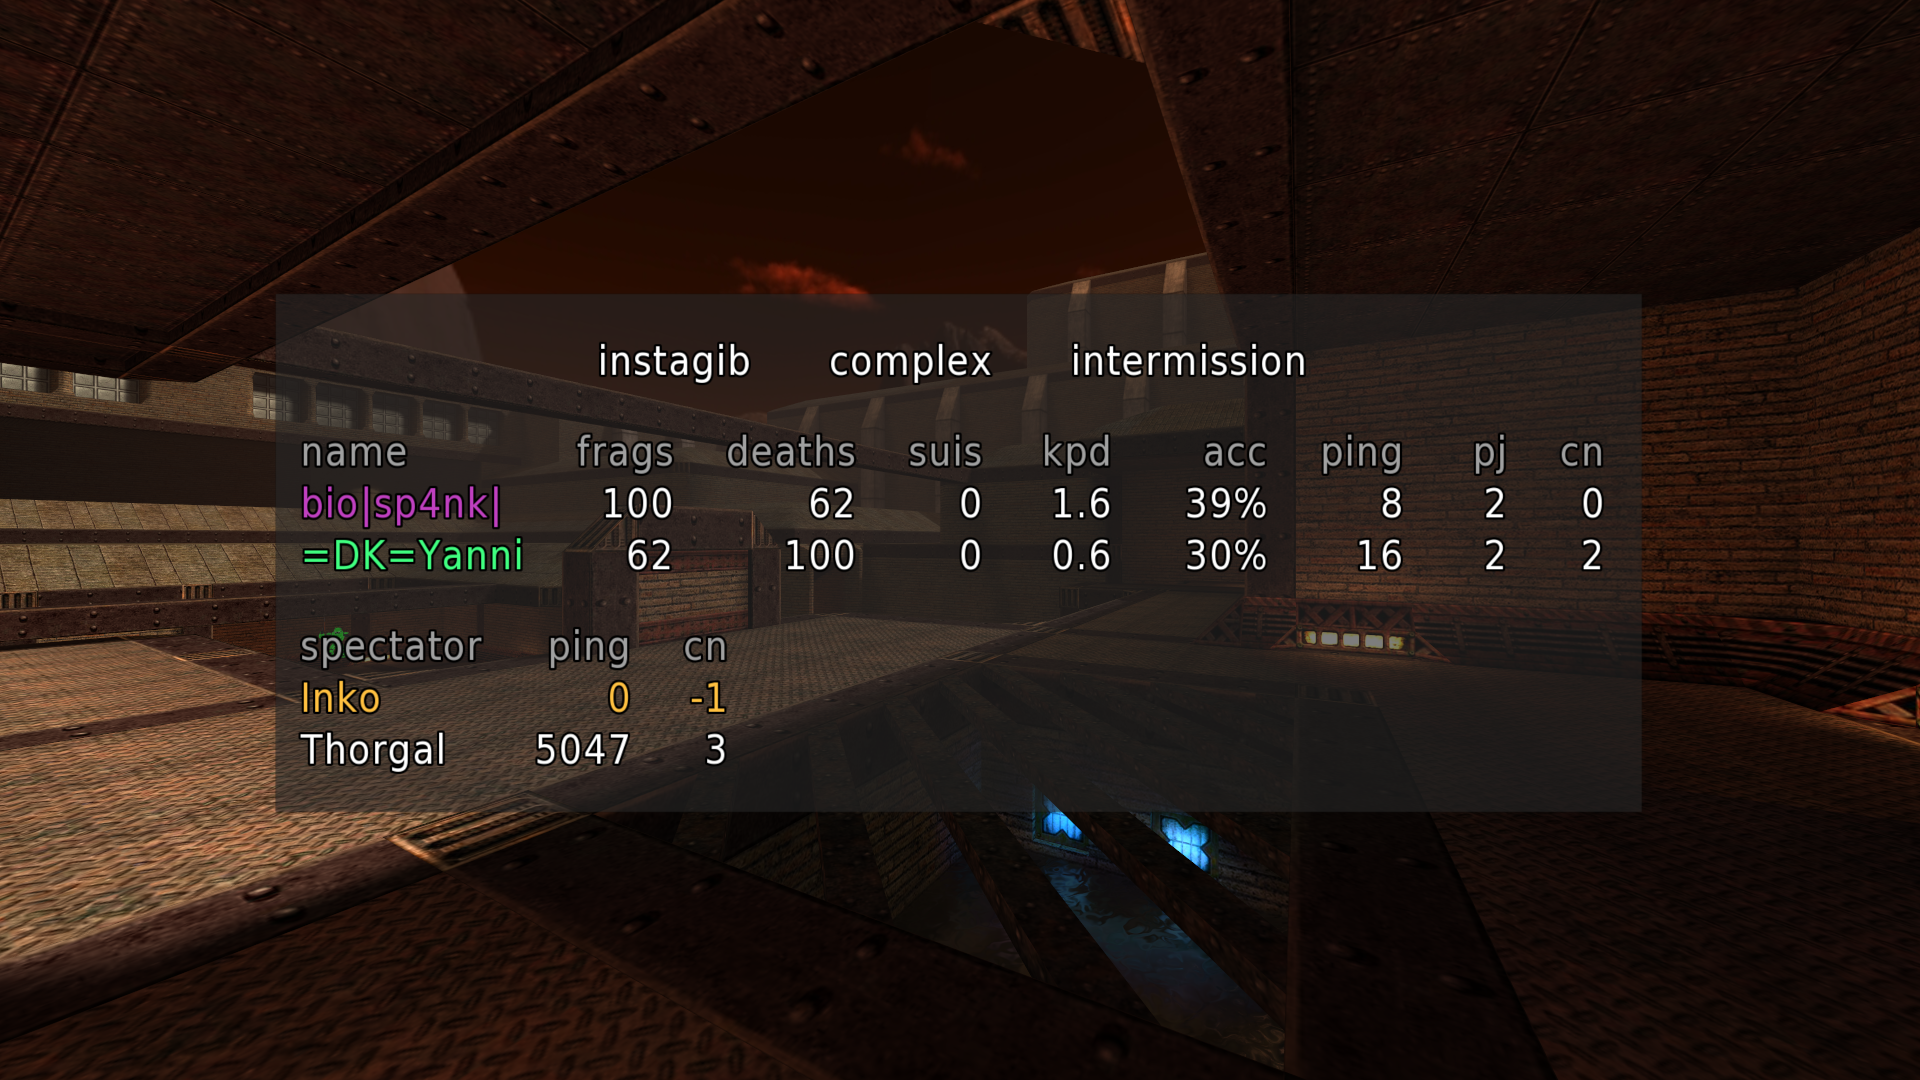 instagib complex intermission
name frags deaths suis kpd acc ping pj cn
bio|sp4nk| 100 62 0 1.6 39% 8 2 0
=DK=Yanni 62 100 0 0.6 30% 16 2 2
spectator ping cn
Inko 0 -1
Thorgal 5047 3